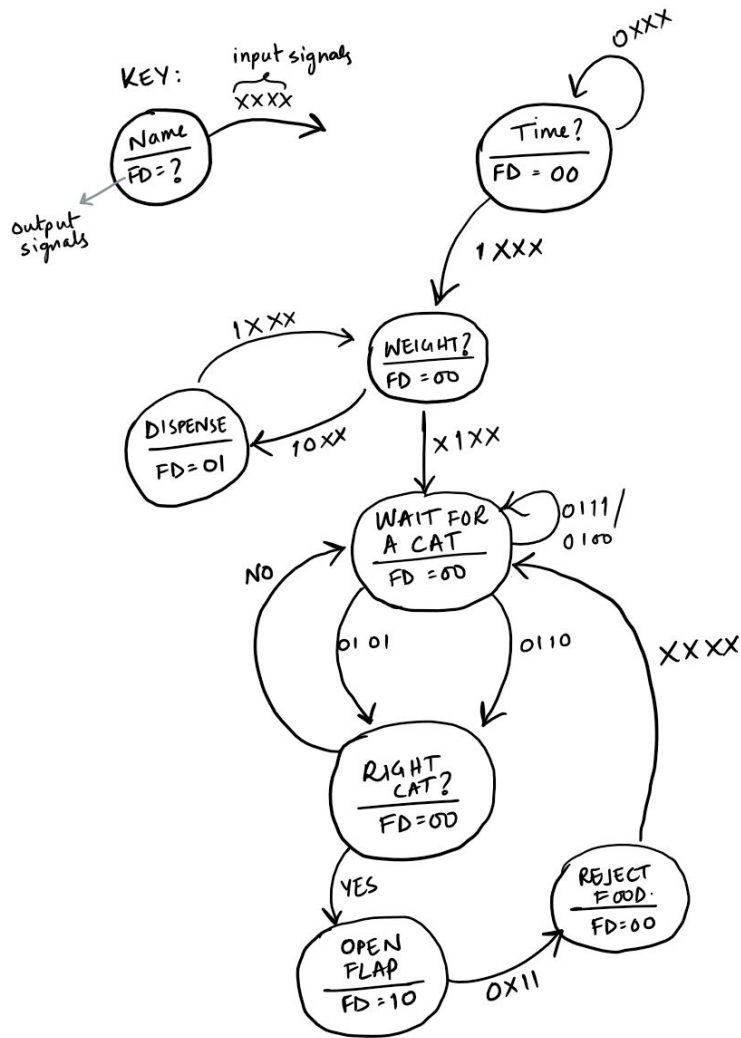 KEY:
input signals
XXXX
Name
FD=?
output
signals
0XXX
Time?
FD = 00
1XXX
WEIGHT?
FD=00
1XXX
DISPENSE
FD=01
10XX
X1XX
WAIT FOR
A CAT
FD=00
0111/
0100
NO
0101
0110
XXXX
RIGHT
CAT?
FD=00
YES
REJECT
FOOD.
FD=00
OPEN
FLAP
FD=10
0X11